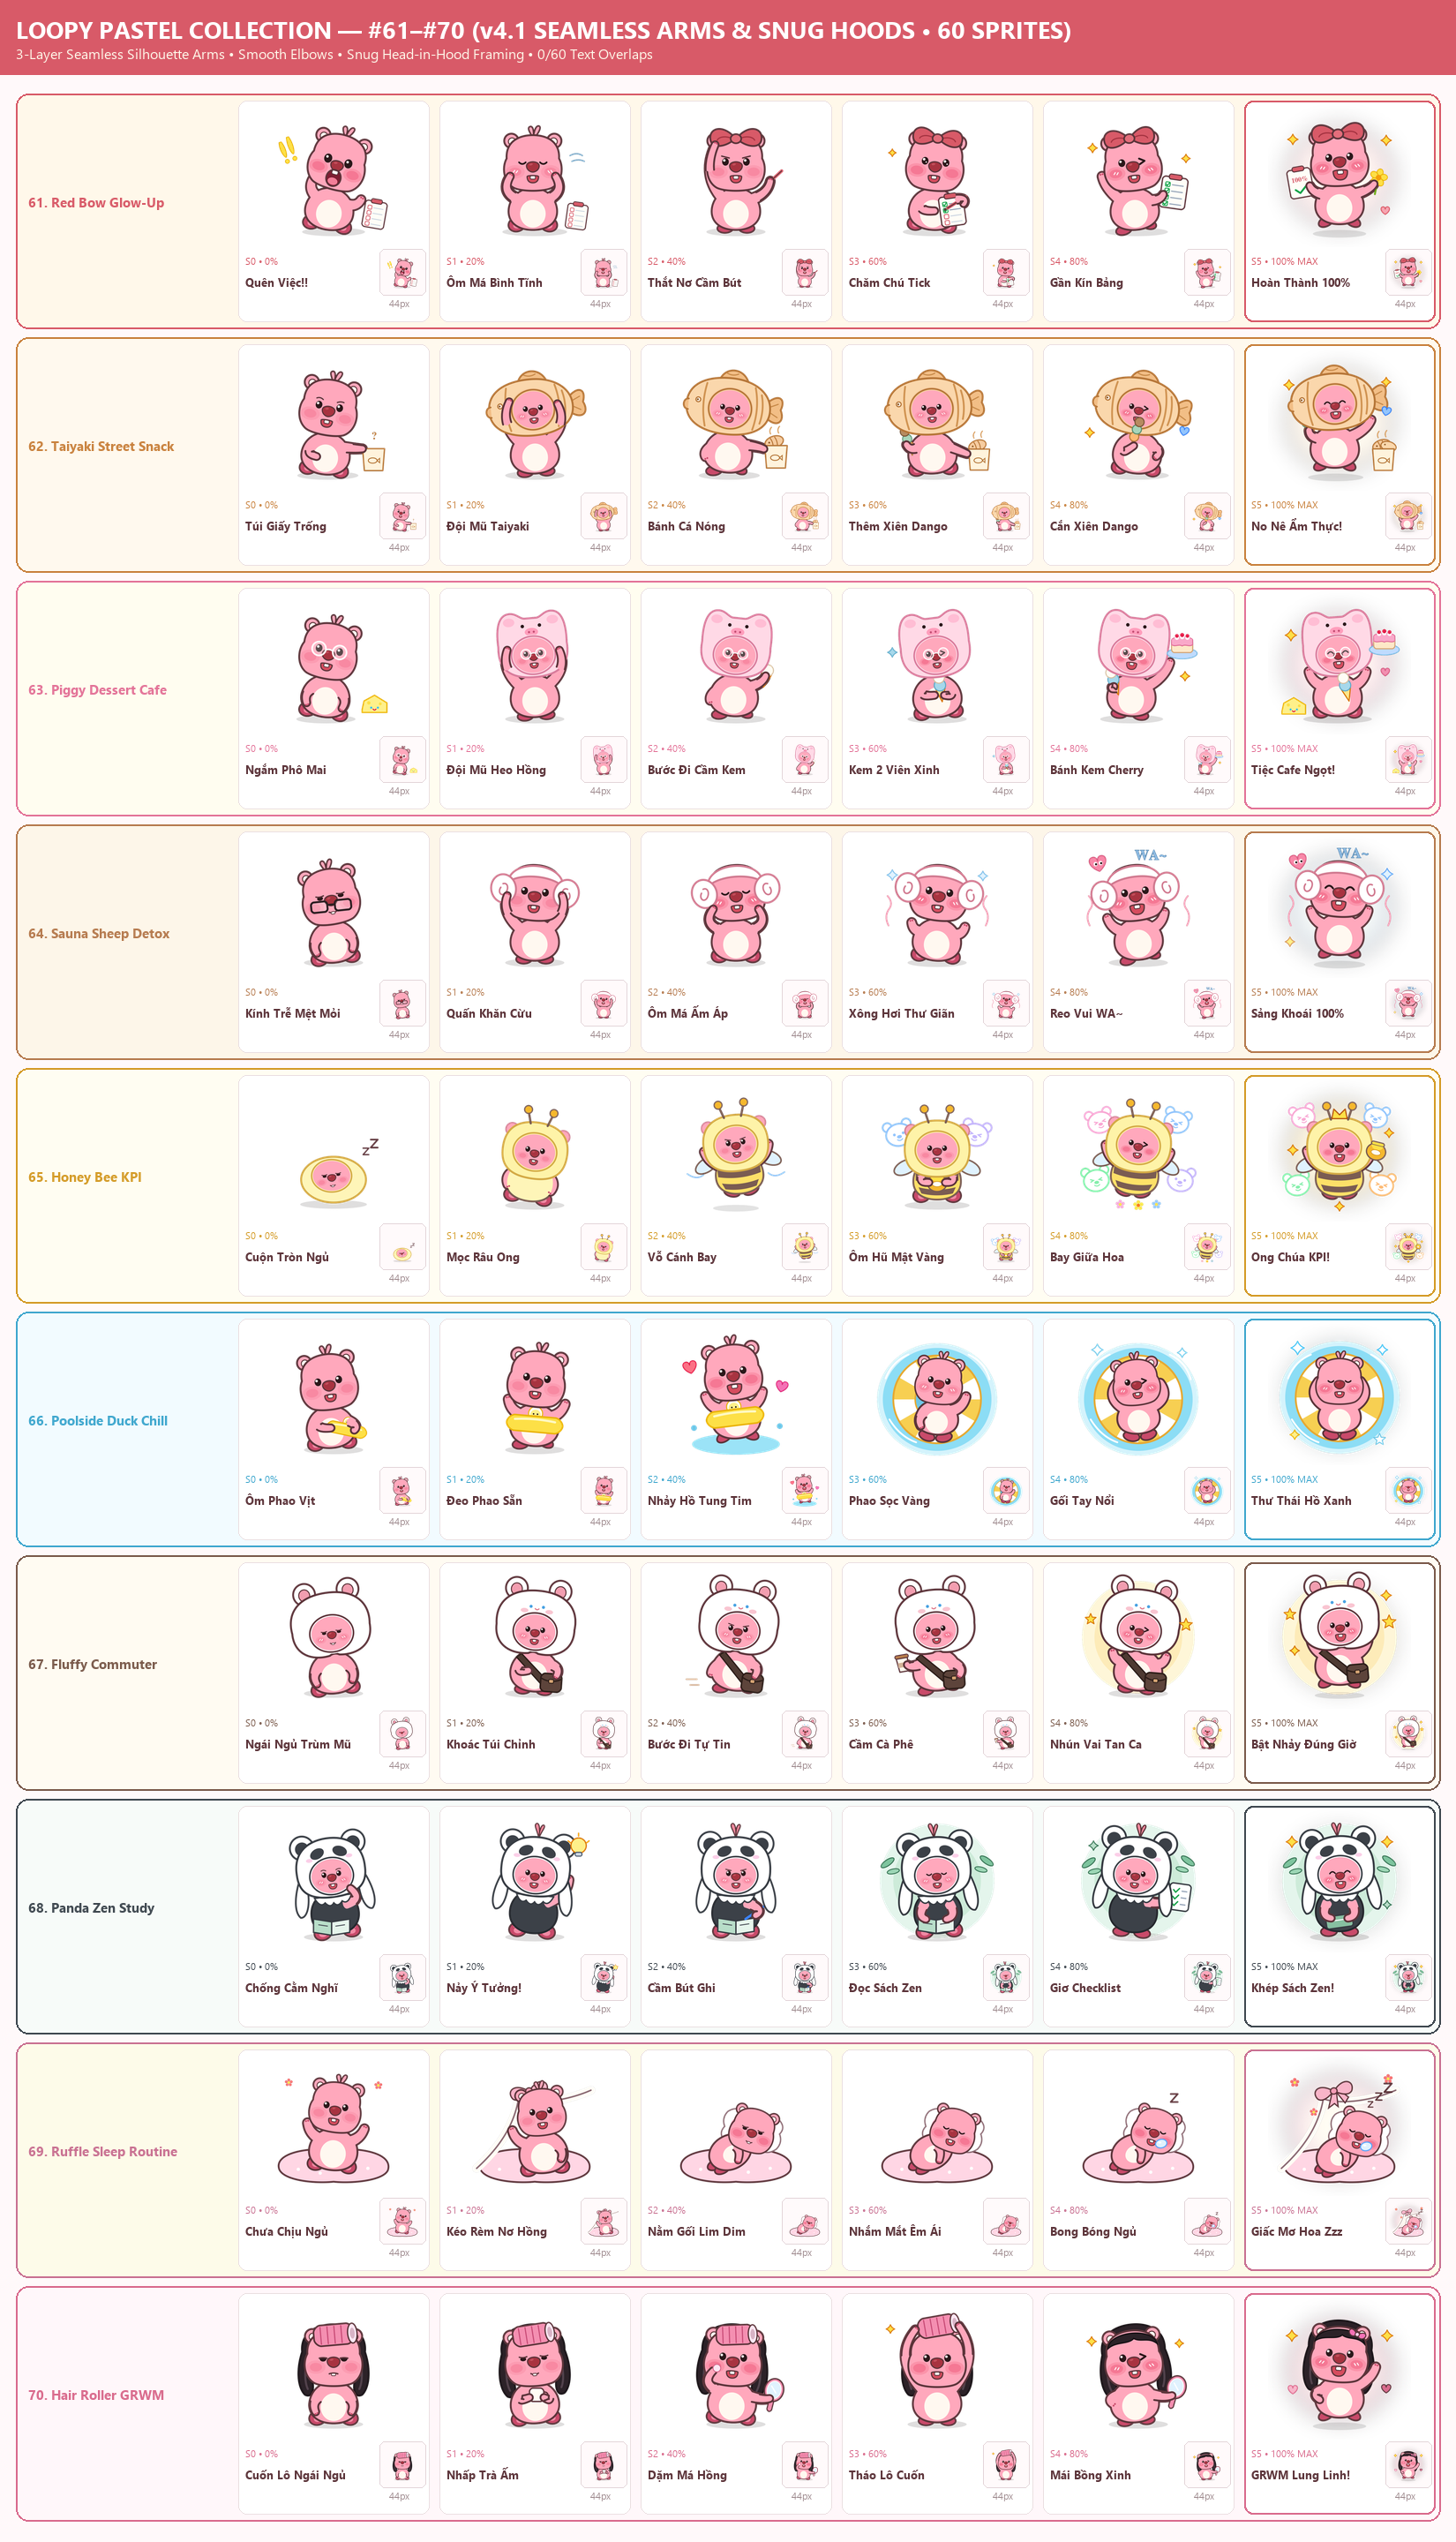 LOOPY PASTEL COLLECTION — #61–#70 (v4.1 SEAMLESS ARMS & SNUG HOODS • 60 SPRITES)
3-Layer Seamless Silhouette Arms • Smooth Elbows • Snug Head-in-Hood Framing • 0/60 Text Overlaps
61. Red Bow Glow-Up
100%
S0 • 0%
Quên Việc!!
44px
S1 • 20%
Ôm Má Bình Tĩnh
44px
S2 • 40%
Thắt Nơ Cầm Bút
44px
S3 • 60%
Chăm Chú Tick
44px
S4 • 80%
Gần Kín Bảng
44px
S5 • 100% MAX
Hoàn Thành 100%
44px
62. Taiyaki Street Snack
?
S0 • 0%
Túi Giấy Trống
44px
S1 • 20%
Đội Mũ Taiyaki
44px
S2 • 40%
Bánh Cá Nóng
44px
S3 • 60%
Thêm Xiên Dango
44px
S4 • 80%
Cắn Xiên Dango
44px
S5 • 100% MAX
No Nê Ẩm Thực!
44px
63. Piggy Dessert Cafe
S0 • 0%
Ngắm Phô Mai
44px
S1 • 20%
Đội Mũ Heo Hồng
44px
S2 • 40%
Bước Đi Cầm Kem
44px
S3 • 60%
Kem 2 Viên Xinh
44px
S4 • 80%
Bánh Kem Cherry
44px
S5 • 100% MAX
Tiệc Cafe Ngọt!
44px
64. Sauna Sheep Detox
WA~
WA~
S0 • 0%
Kính Trễ Mệt Mỏi
44px
S1 • 20%
Quấn Khăn Cừu
44px
S2 • 40%
Ôm Má Ấm Áp
44px
S3 • 60%
Xông Hơi Thư Giãn
44px
S4 • 80%
Reo Vui WA~
44px
S5 • 100% MAX
Sảng Khoái 100%
44px
65. Honey Bee KPI
z Z
S0 • 0%
Cuộn Tròn Ngủ
44px
S1 • 20%
Mọc Râu Ong
44px
S2 • 40%
Vỗ Cánh Bay
44px
S3 • 60%
Ôm Hũ Mật Vàng
44px
S4 • 80%
Bay Giữa Hoa
44px
S5 • 100% MAX
Ong Chúa KPI!
44px
66. Poolside Duck Chill
S0 • 0%
Ôm Phao Vịt
44px
S1 • 20%
Đeo Phao Sẵn
44px
S2 • 40%
Nhảy Hồ Tung Tim
44px
S3 • 60%
Phao Sọc Vàng
44px
S4 • 80%
Gối Tay Nổi
44px
S5 • 100% MAX
Thư Thái Hồ Xanh
44px
67. Fluffy Commuter
S0 • 0%
Ngái Ngủ Trùm Mũ
44px
S1 • 20%
Khoác Túi Chỉnh
44px
S2 • 40%
Bước Đi Tự Tin
44px
S3 • 60%
Cầm Cà Phê
44px
S4 • 80%
Nhún Vai Tan Ca
44px
S5 • 100% MAX
Bật Nhảy Đúng Giờ
44px
68. Panda Zen Study
S0 • 0%
Chống Cằm Nghĩ
44px
S1 • 20%
Nảy Ý Tưởng!
44px
S2 • 40%
Cầm Bút Ghi
44px
S3 • 60%
Đọc Sách Zen
44px
S4 • 80%
Giơ Checklist
44px
S5 • 100% MAX
Khép Sách Zen!
44px
69. Ruffle Sleep Routine
Z
z z Z
S0 • 0%
Chưa Chịu Ngủ
44px
S1 • 20%
Kéo Rèm Nơ Hồng
44px
S2 • 40%
Nằm Gối Lim Dim
44px
S3 • 60%
Nhắm Mắt Êm Ái
44px
S4 • 80%
Bong Bóng Ngủ
44px
S5 • 100% MAX
Giấc Mơ Hoa Zzz
44px
70. Hair Roller GRWM
S0 • 0%
Cuốn Lô Ngái Ngủ
44px
S1 • 20%
Nhấp Trà Ấm
44px
S2 • 40%
Dặm Má Hồng
44px
S3 • 60%
Tháo Lô Cuốn
44px
S4 • 80%
Mái Bồng Xinh
44px
S5 • 100% MAX
GRWM Lung Linh!
44px